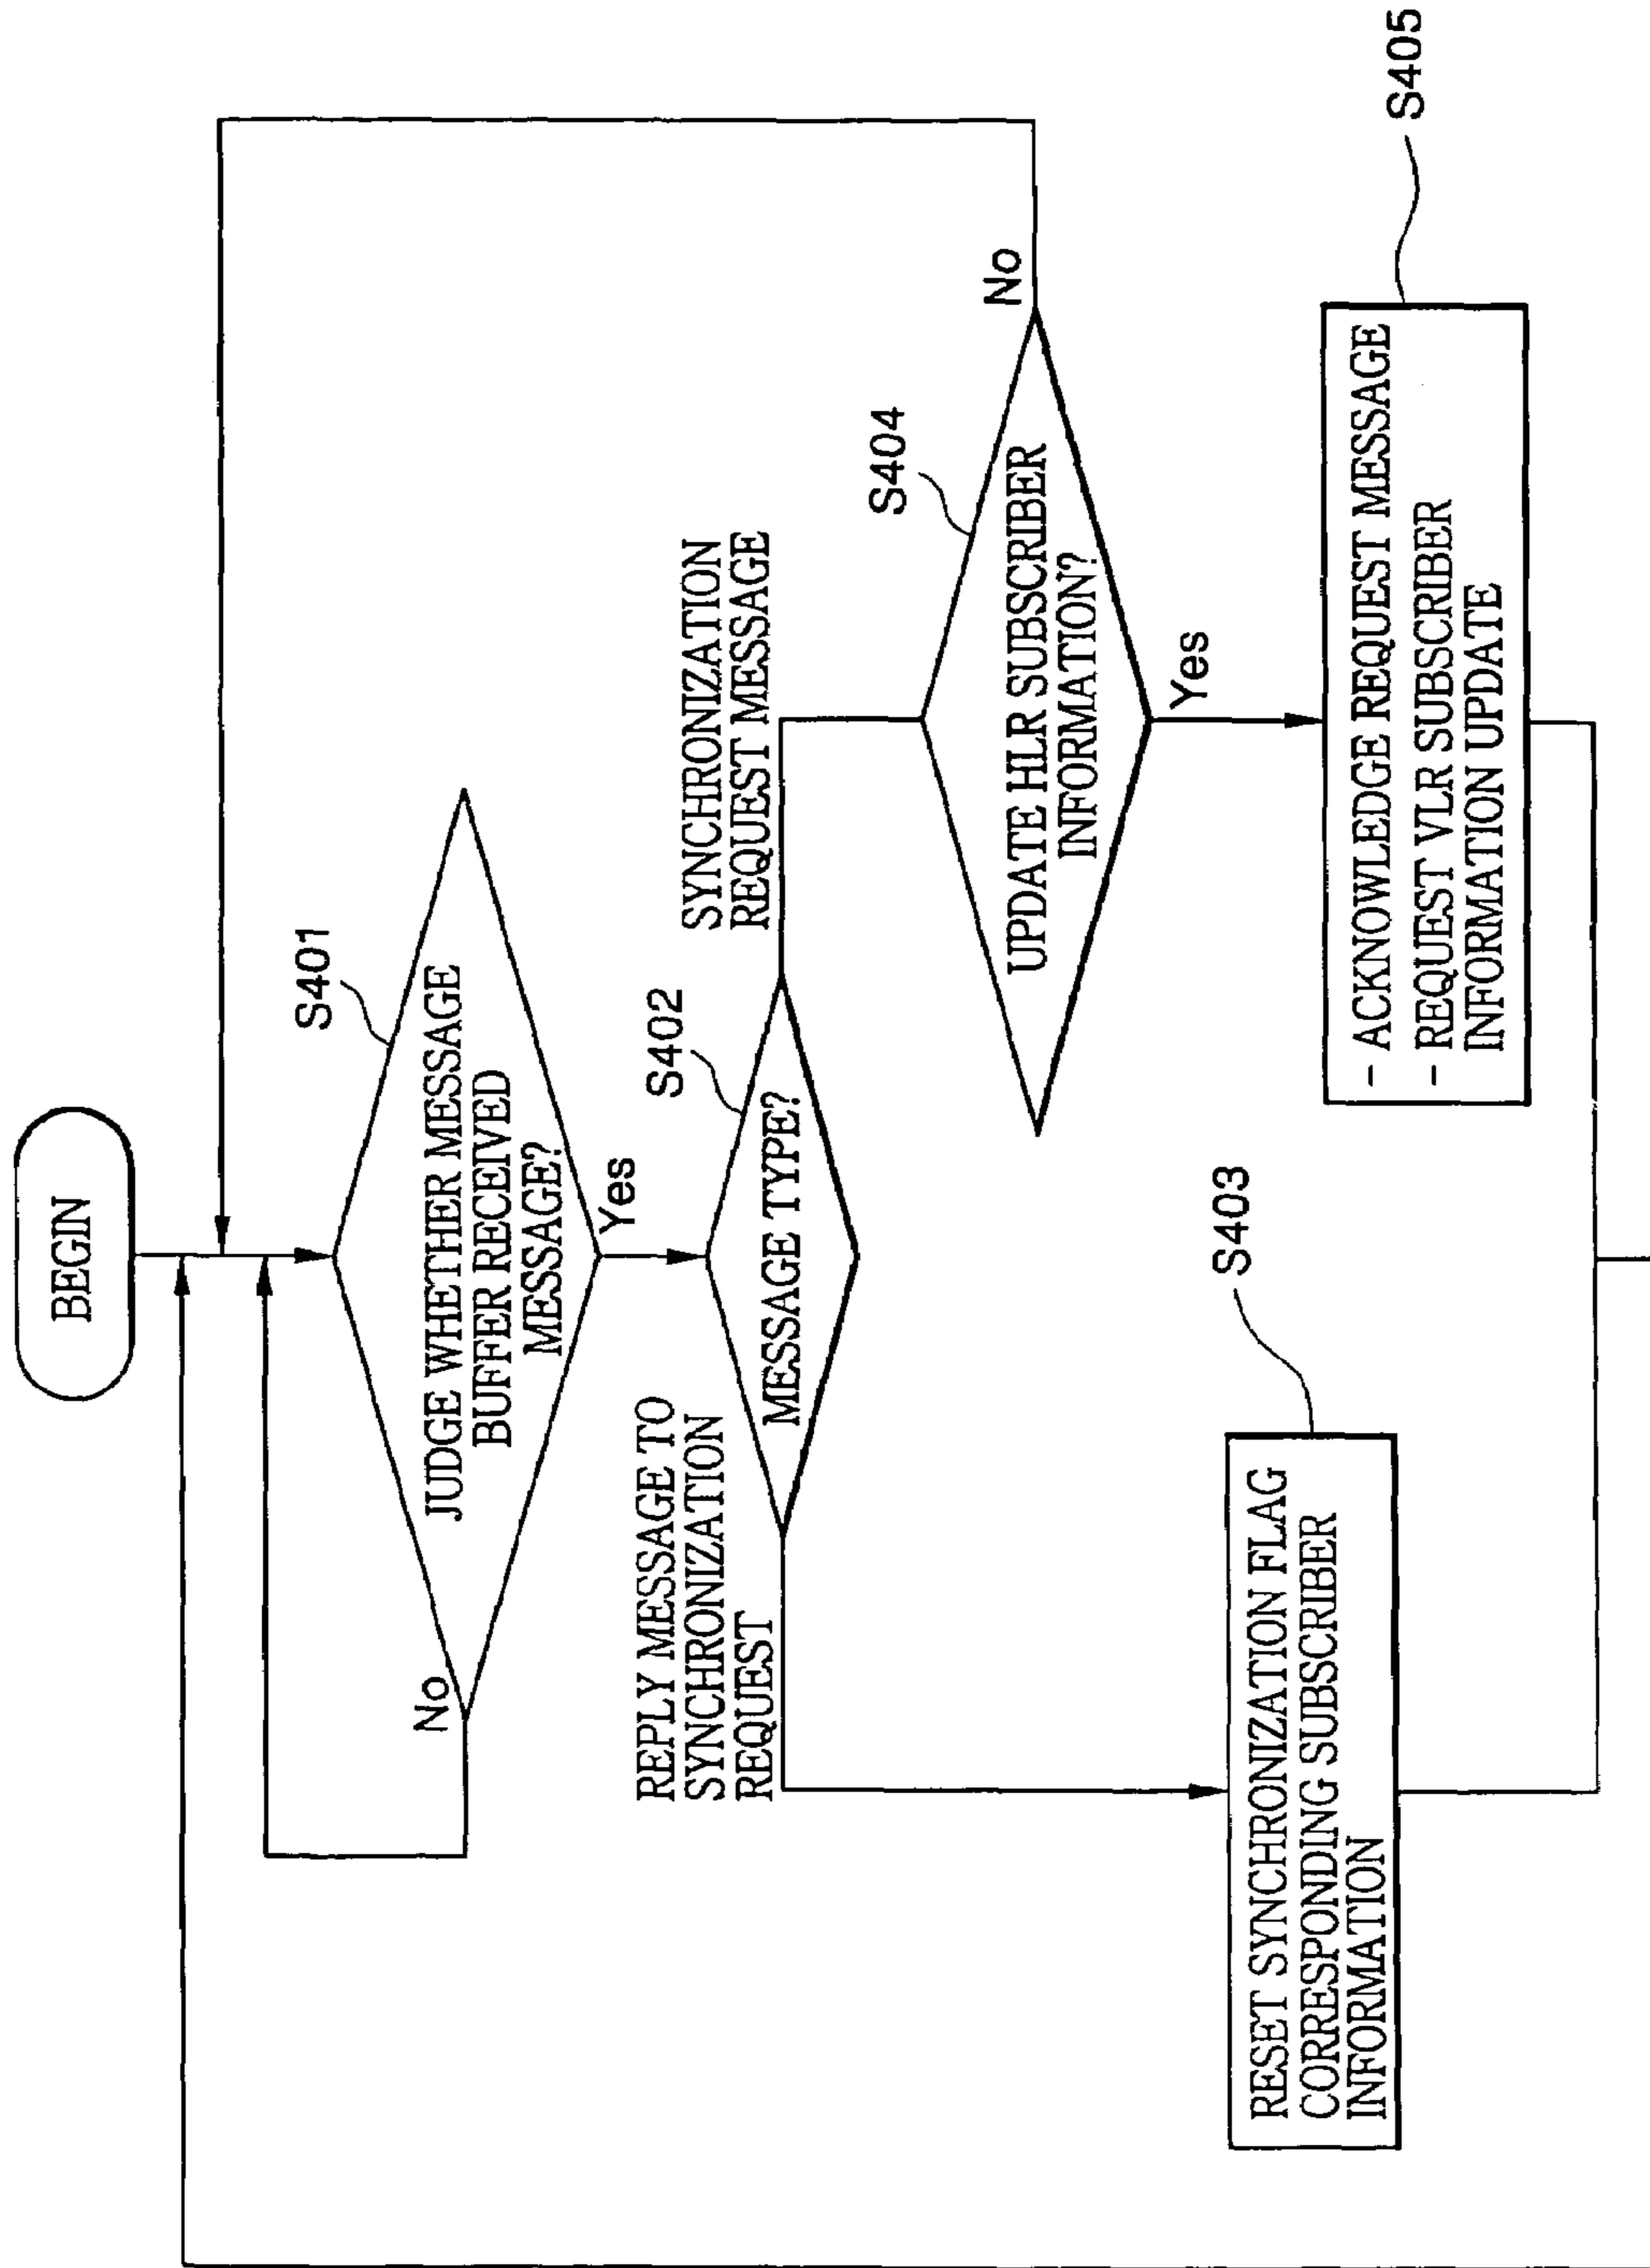 BEGIN
S401
JUDGE WHETHER MESSAGE
BUFFER RECEIVED
MESSAGE?
No
Yes
S402
MESSAGE TYPE?
REPLY MESSAGE TO
SYNCHRONIZATION
REQUEST
SYNCHRONIZATION
REQUEST MESSAGE
S404
UPDATE HLR SUBSCRIBER
INFORMATION?
No
Yes
S403
RESET SYNCHRONIZATION FLAG
CORRESPONDING SUBSCRIBER
INFORMATION
S405
- ACKNOWLEDGE REQUEST MESSAGE
- REQUEST VLR SUBSCRIBER
INFORMATION UPDATE